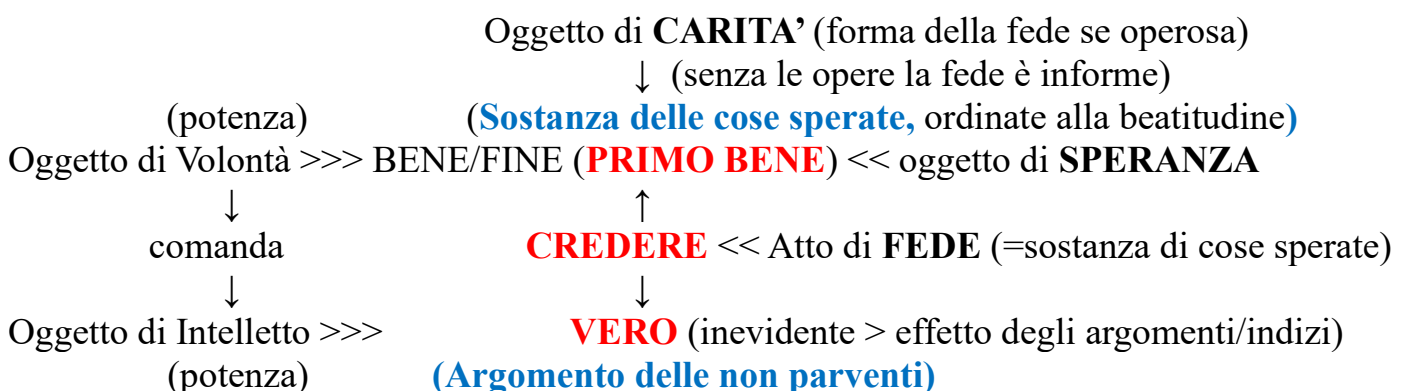 Oggetto di CARITA’ (forma della fede se operosa)
↓ (senza le opere la fede è informe)
(potenza) (Sostanza delle cose sperate, ordinate alla beatitudine)
Oggetto di Volontà >>> BENE/FINE (PRIMO BENE) << oggetto di SPERANZA
↓ ↑
comanda CREDERE << Atto di FEDE (=sostanza di cose sperate)
↓ ↓
Oggetto di Intelletto >>> VERO (inevidente > effetto degli argomenti/indizi)
(potenza) (Argomento delle non parventi)